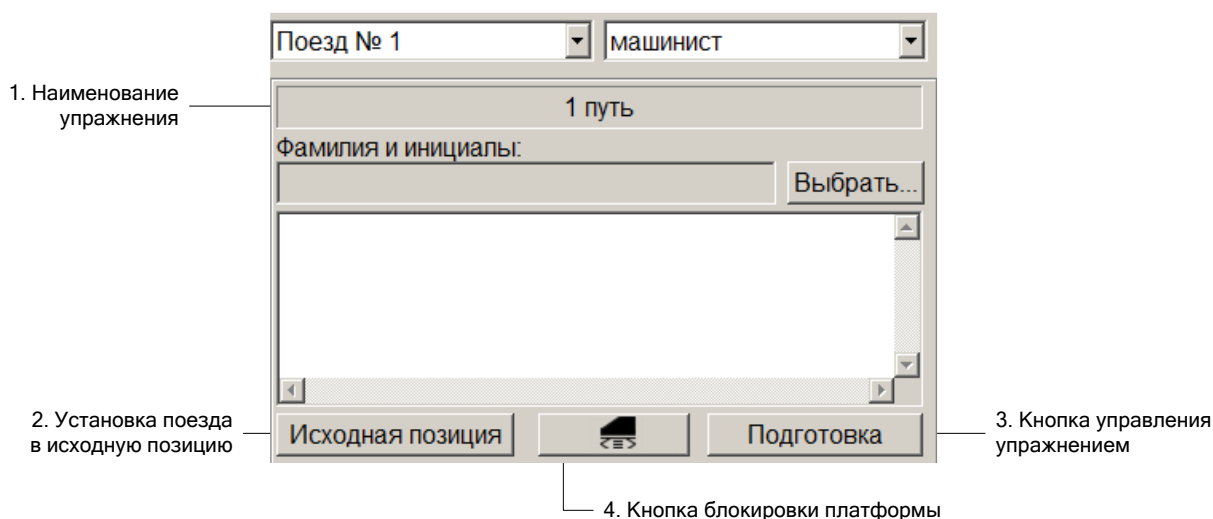 Поезд № 1
машинист
1. Наименование
упражнения
1 путь
Фамилия и инициалы:
Выбрать...
2. Установка поезда
в исходную позицию
Исходная позиция
Подготовка
3. Кнопка управления
упражнением
4. Кнопка блокировки платформы